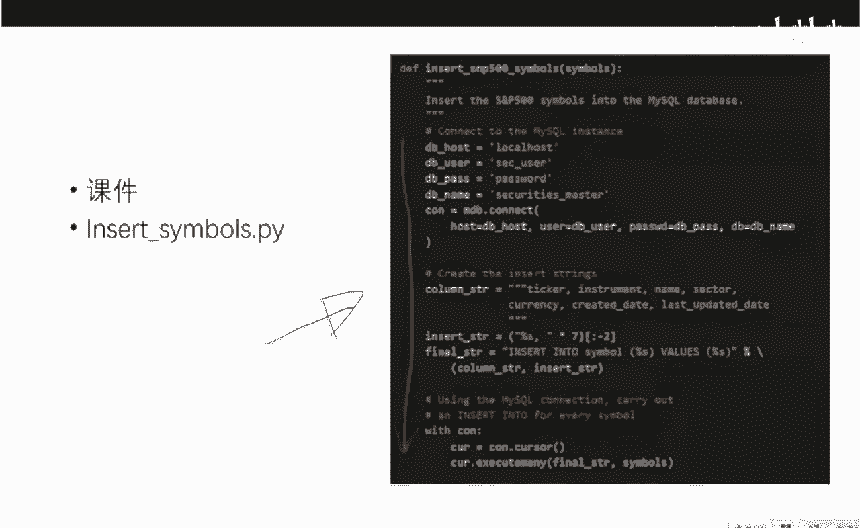 • 课件
• Insert_symbols.py
def insert_snp500_symbols(symbols):
"""
Insert the S&P500 symbols into the MySQL database.
"""
# Connect to the MySQL instance
db_host = 'localhost'
db_user = 'sec_user'
db_pass = 'password'
db_name = 'securities_master'
con = mdb.connect(
host=db_host, user=db_user, passwd=db_pass, db=db_name
)
# Create the insert strings
column_str = """ticker, instrument, name, sector,
currency, created_date, last_updated_date
"""
insert_str = ("%s, " * 7)[:-2]
final_str = "INSERT INTO symbol (%s) VALUES (%s)" % \
(column_str, insert_str)
# Using the MySQL connection, carry out
# an INSERT INTO for every symbol
with con:
cur = con.cursor()
cur.executemany(final_str, symbols)